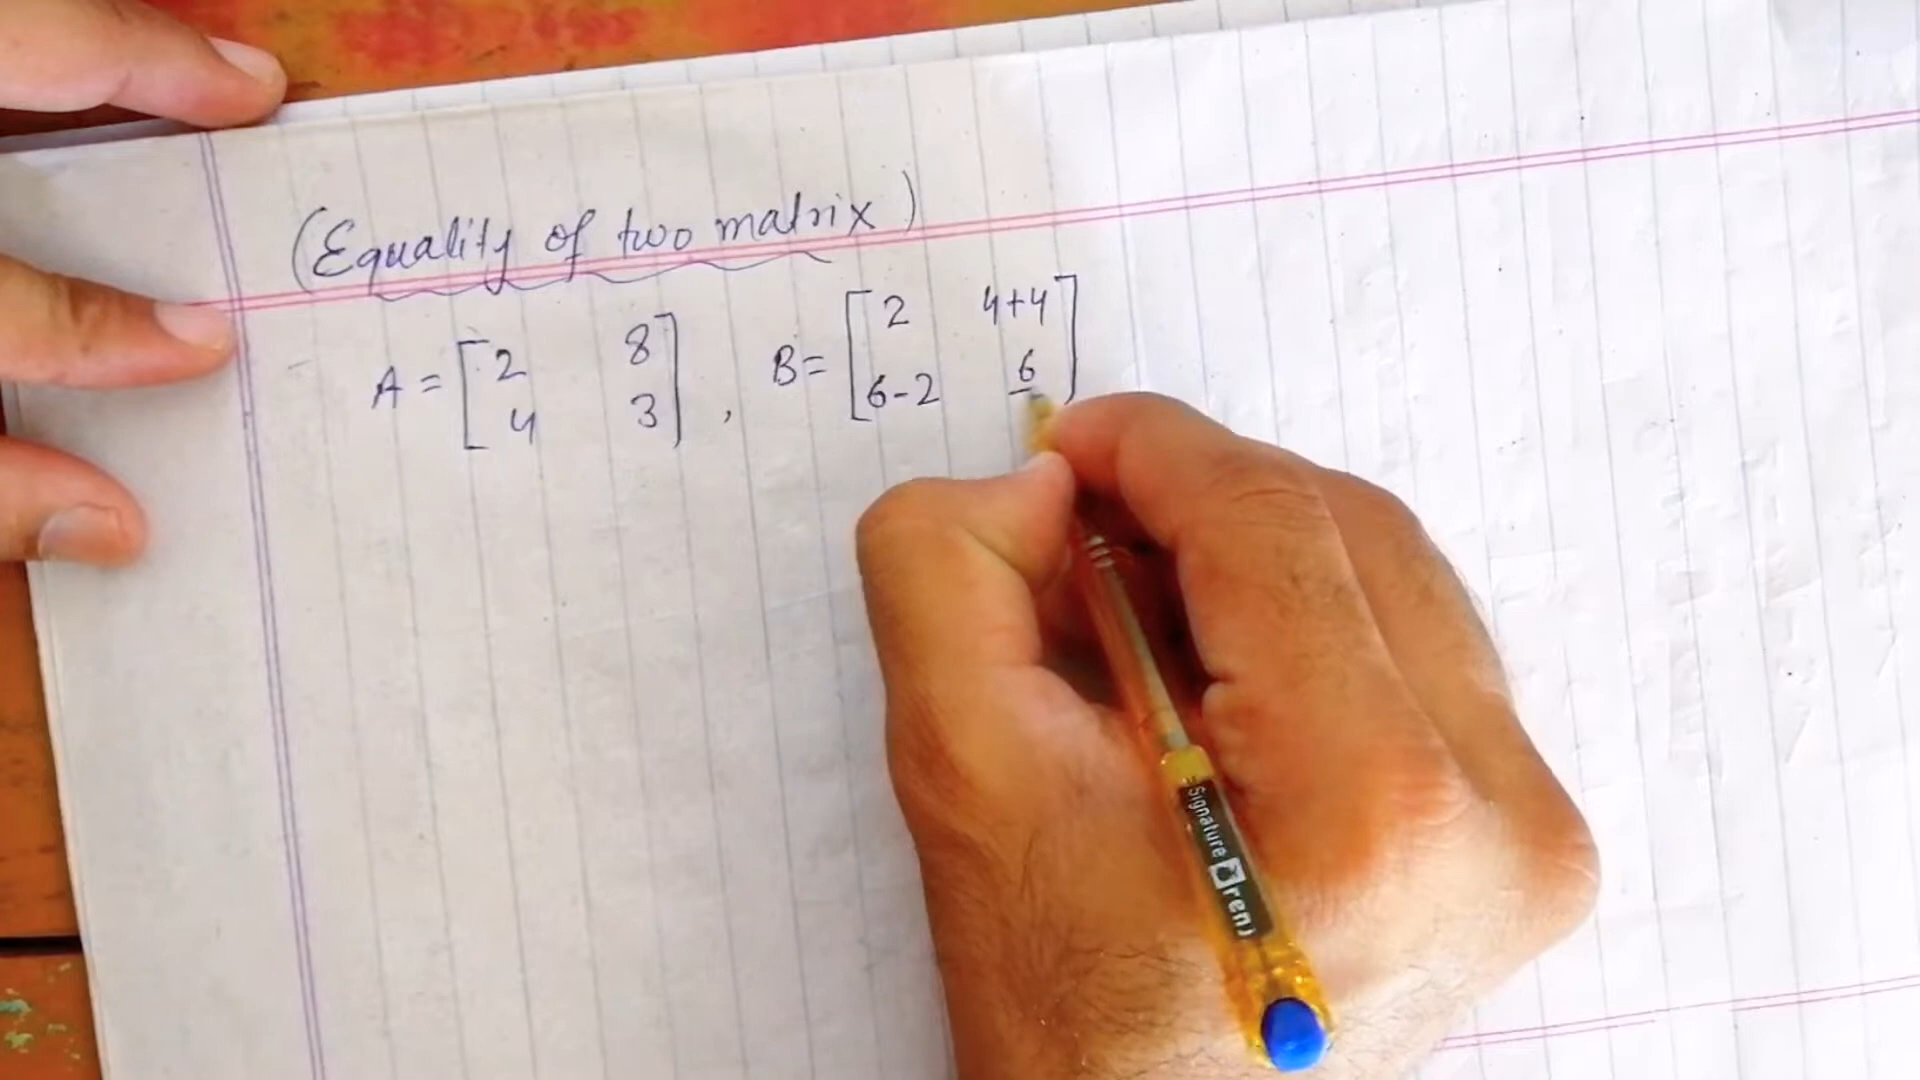 (Equality of two matrix)
A = [2 8
4 3] , B = [2 4+4
6-2 6
Signature